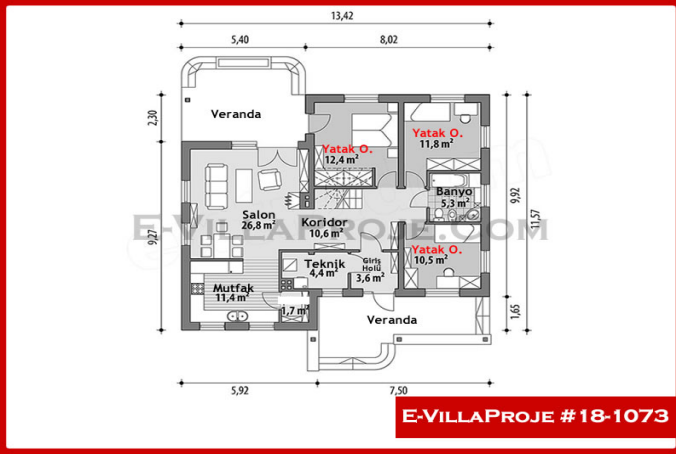 13,42
5,40
8,02
2,30
9,27
9,92
11,57
1,65
Veranda
Yatak O.
12,4 m²
Yatak O.
11,8 m²
Banyo
5,3 m²
Salon
26,8 m²
Koridor
10,6 m²
E-VillaProje.Com
Yatak O.
10,5 m²
Teknik
4,4 m²
Giriş
Holü
3,6 m²
Mutfak
11,4 m²
1,7 m²
Veranda
5,92
7,50
E-VillaProje #18-1073